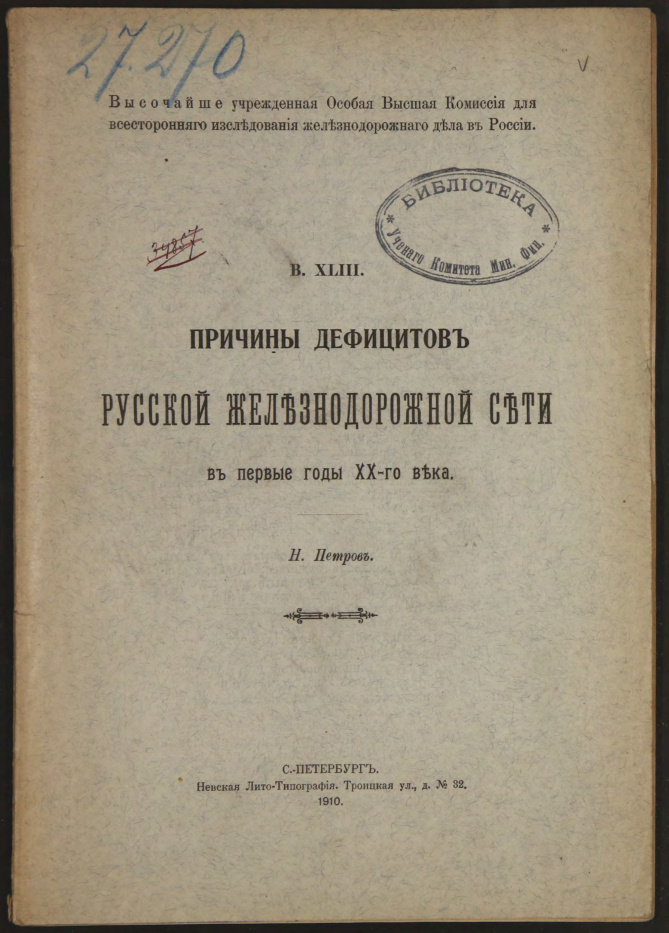 27.270
Высочайше учрежденная Особая Высшая Комиссія для
всесторонняго изслѣдованія желѣзнодорожнаго дѣла въ Россіи.
БИБЛІОТЕКА
* Ученаго Комитета Мин. Фин. *
В. XLIII.
ПРИЧИНЫ ДЕФИЦИТОВЪ
РУССКОЙ ЖЕЛѢЗНОДОРОЖНОЙ СѢТИ
въ первые годы XX-го вѣка.
Н. Петровъ.
С.-ПЕТЕРБУРГЪ.
Невская Лито-Типографія. Троицкая ул., д. № 32.
1910.